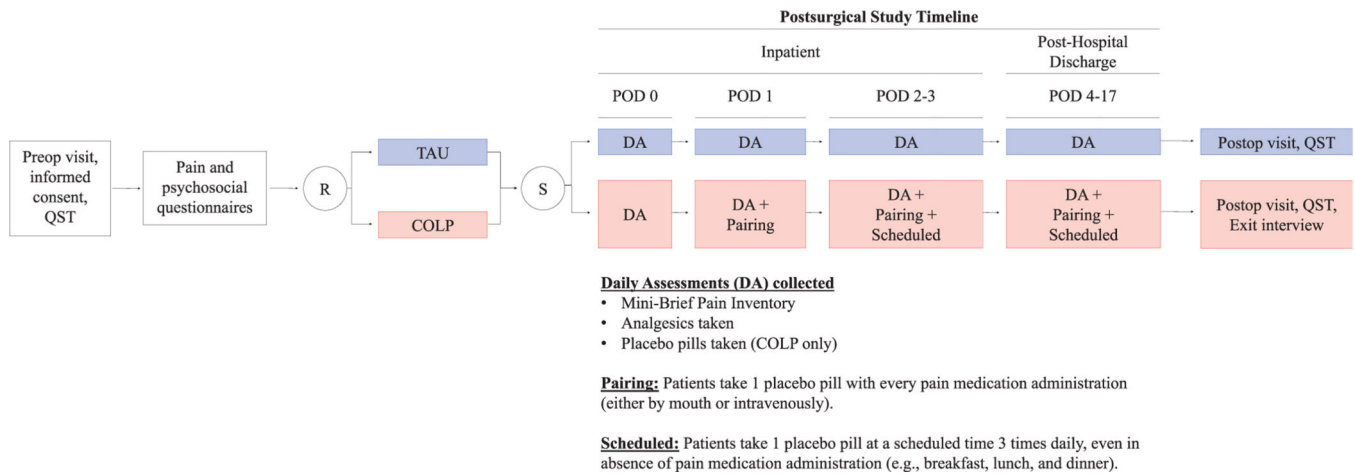 Postsurgical Study Timeline
Inpatient
Post-Hospital
Discharge
POD 0
POD 1
POD 2-3
POD 4-17
Preop visit,
informed
consent,
QST
Pain and
psychosocial
questionnaires
R
TAU
COLP
S
DA
DA
DA
DA
Postop visit, QST
DA
DA +
Pairing
DA +
Pairing +
Scheduled
DA +
Pairing +
Scheduled
Postop visit, QST,
Exit interview
Daily Assessments (DA) collected
• Mini-Brief Pain Inventory
• Analgesics taken
• Placebo pills taken (COLP only)
Pairing: Patients take 1 placebo pill with every pain medication administration
(either by mouth or intravenously).
Scheduled: Patients take 1 placebo pill at a scheduled time 3 times daily, even in
absence of pain medication administration (e.g., breakfast, lunch, and dinner).